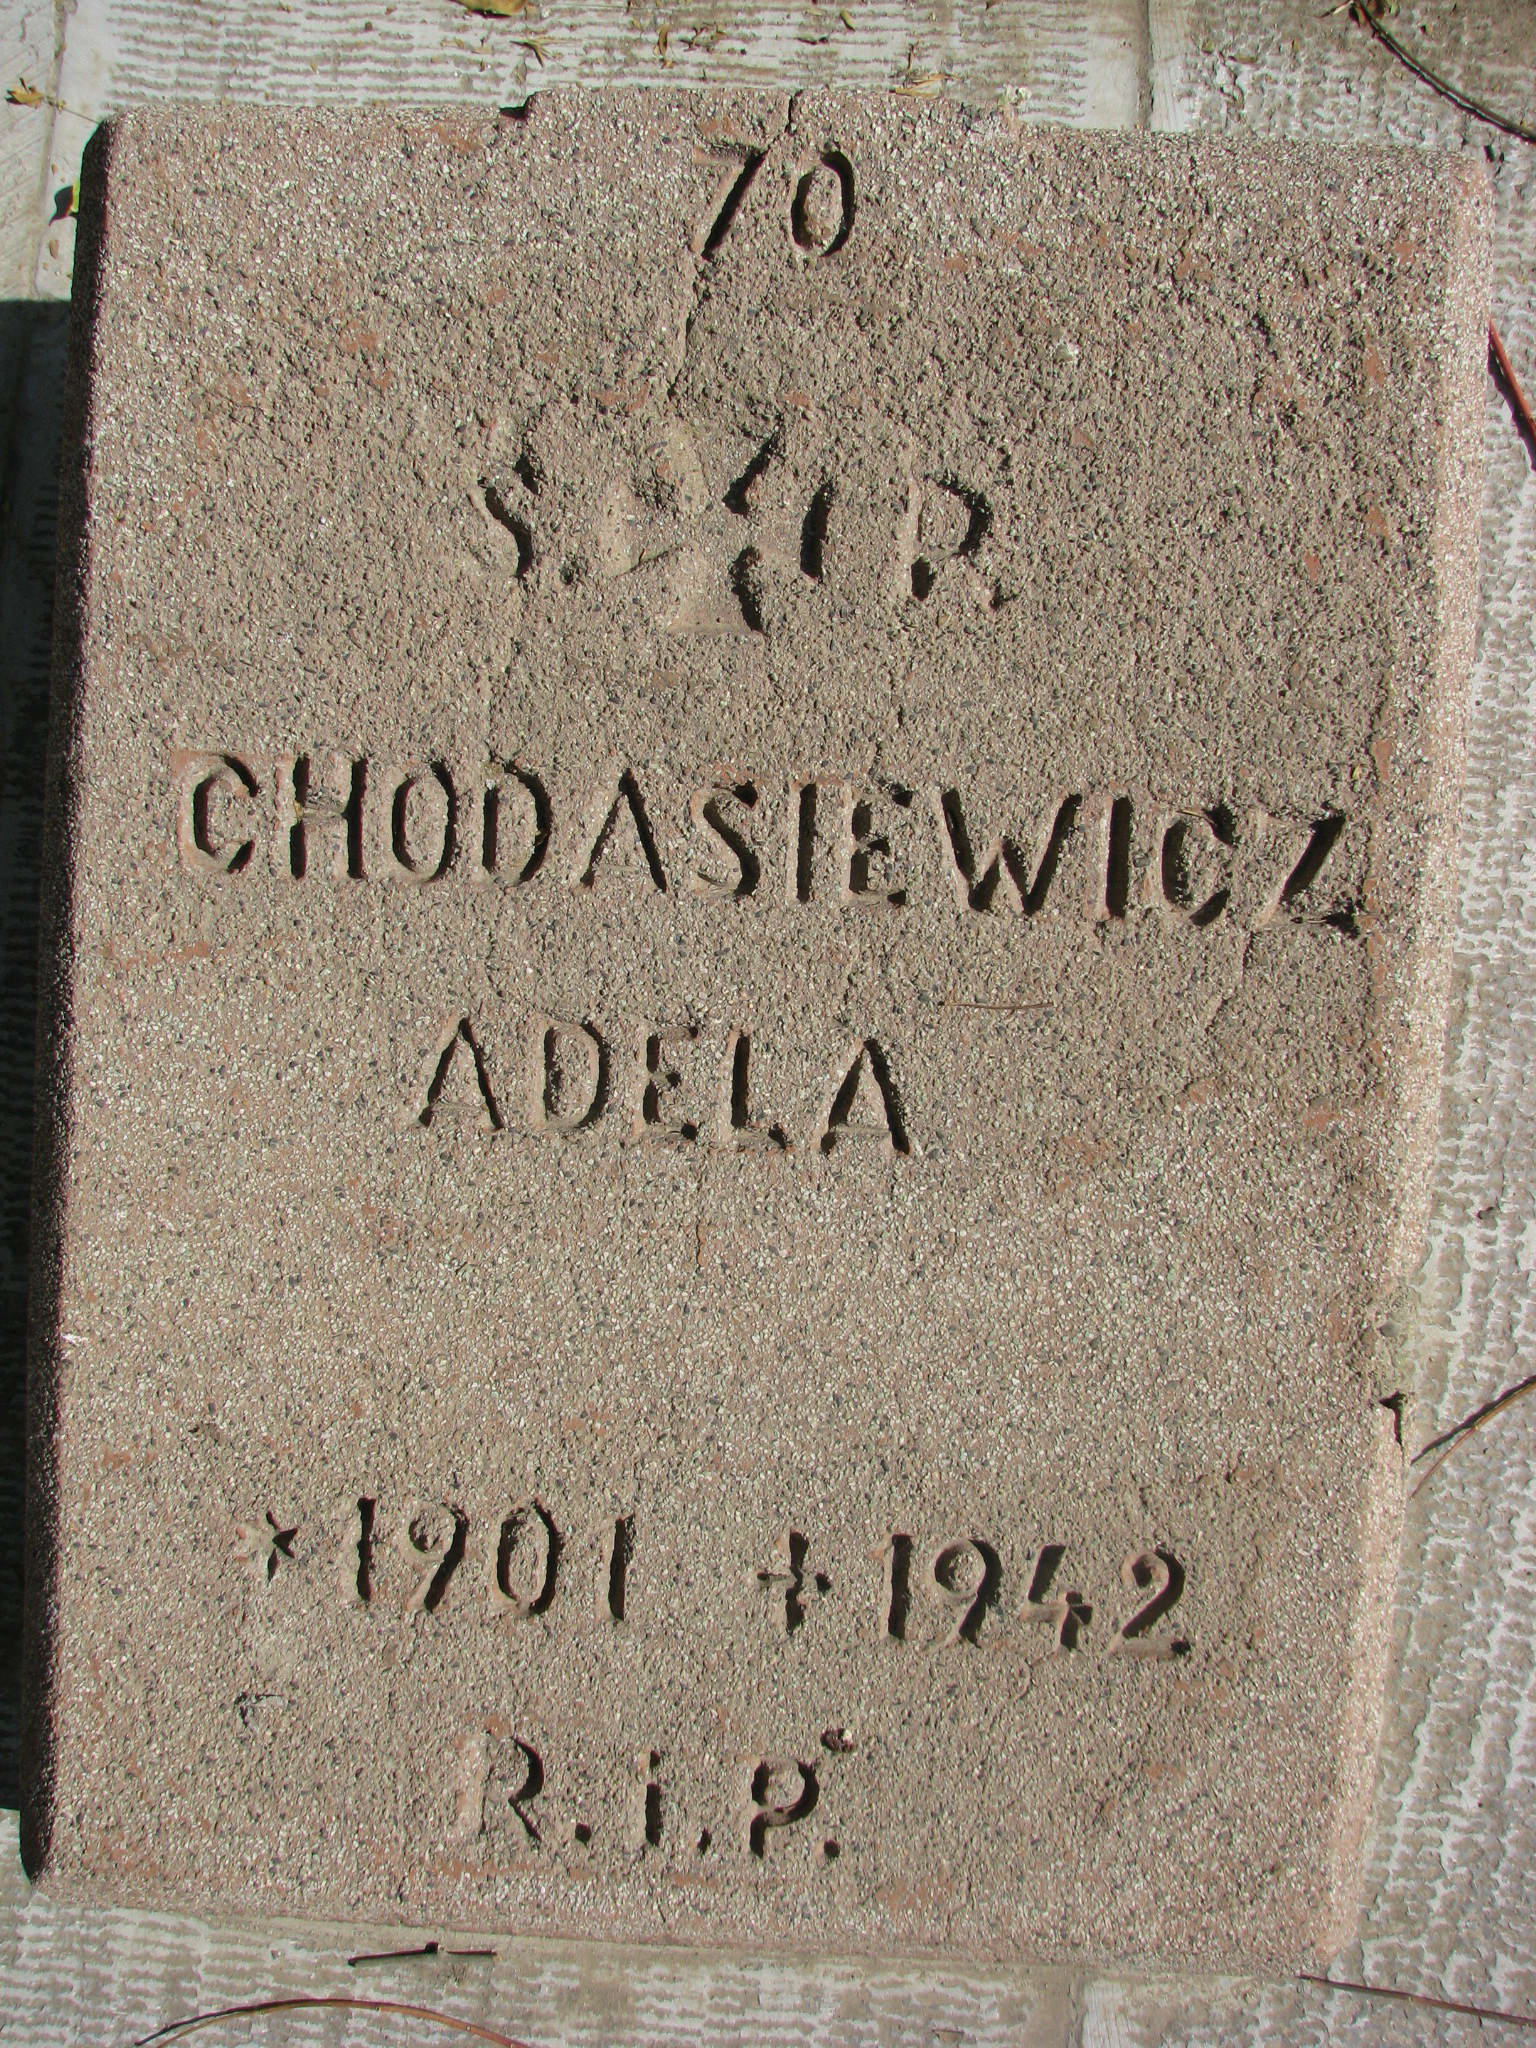 70
CHODASIEWICZ
ADELA
* 1901 + 1942
R.I.P.